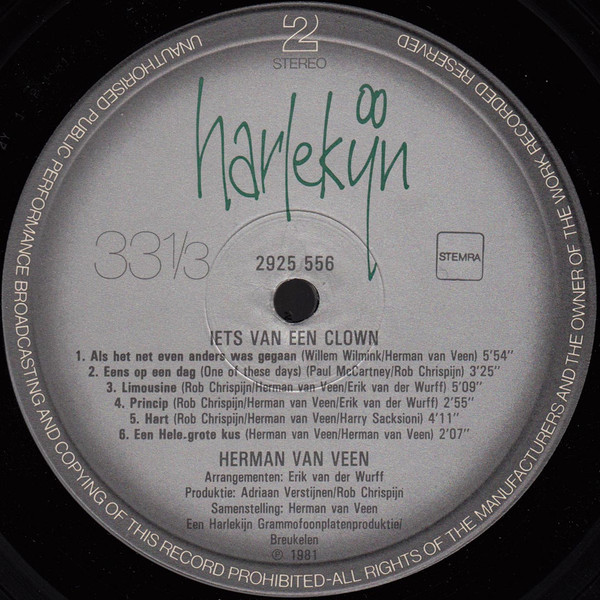 2
STEREO
harlekijn
33 1/3
2925 556
STEMRA
IETS VAN EEN CLOWN
1. Als het net even anders was gegaan (Willem Wilmink/Herman van Veen) 5'54"
2. Eens op een dag (One of these days) (Paul McCartney/Rob Chrispijn) 3'25"
3. Limousine (Rob Chrispijn/Herman van Veen/Erik van der Wurff) 5'09"
4. Princip (Rob Chrispijn/Herman van Veen/Erik van der Wurff) 2'55"
5. Hart (Rob Chrispijn/Herman van Veen/Harry Sacksioni) 4'11"
6. Een Hele.grote kus (Herman van Veen/Herman van Veen) 2'07"
HERMAN VAN VEEN
Arrangementen: Erik van der Wurff
Produktie: Adriaan Verstijnen/Rob Chrispijn
Samenstelling: Herman van Veen
Een Harlekijn Grammofoonplatenproduktie/
Breukelen
℗ 1981
UNAUTHORISED PUBLIC PERFORMANCE BROADCASTING AND COPYING OF THIS RECORD PROHIBITED-ALL RIGHTS OF THE MANUFACTURERS AND THE OWNER OF THE WORK RECORDED RESERVED